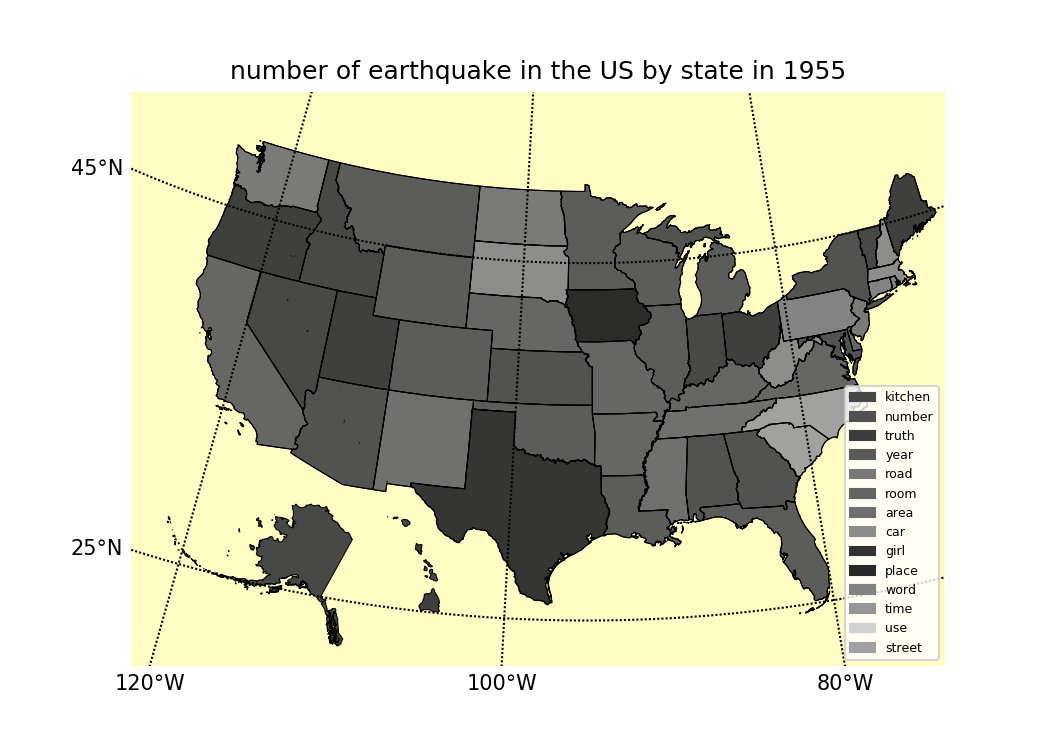 number of earthquake in the US by state in 1955
45°N
25°N
120°W
100°W
80°W
kitchen
number
truth
year
road
room
area
car
girl
place
word
time
use
street